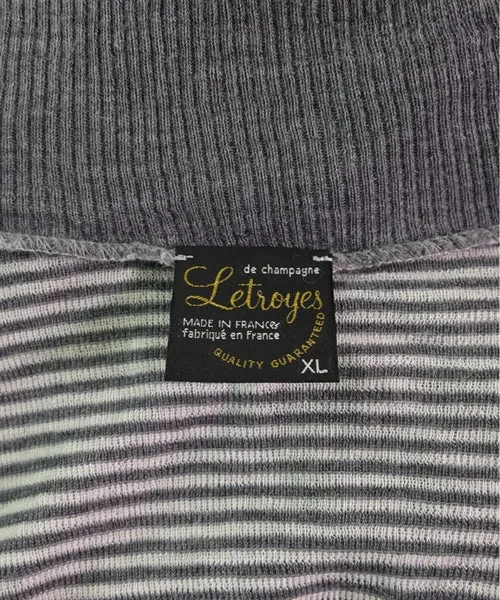 de champagne
Letroyes
MADE IN FRANCE
fabriqué en France
QUALITY GUARANTEED
XL